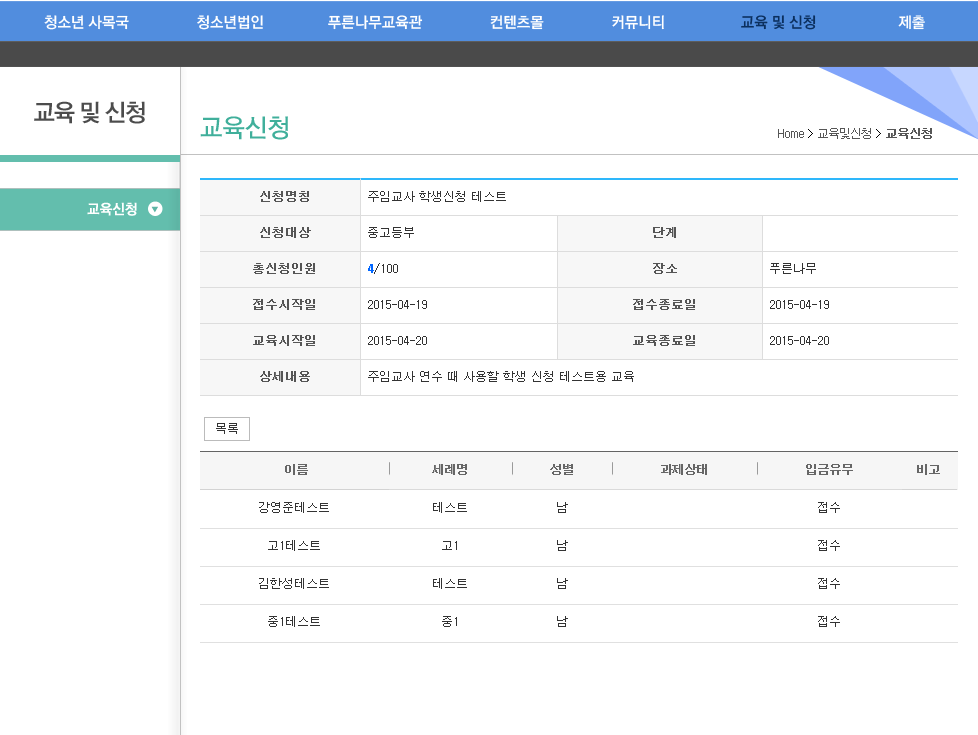 청소년 사목국 청소년법인 푸른나무교육관 컨텐츠몰 커뮤니티 교육 및 신청 제출
교육 및 신청
교육신청
Home > 교육및신청 > 교육신청
교육신청
신청명칭 주임교사 학생신청 테스트
신청대상 중고등부 단계
총신청인원 4/100 장소 푸른나무
접수시작일 2015-04-19 접수종료일 2015-04-19
교육시작일 2015-04-20 교육종료일 2015-04-20
상세내용 주임교사 연수 때 사용할 학생 신청 테스트용 교육
목록
이름 세례명 성별 과제상태 입금유무 비고
강영준테스트 테스트 남 접수
고1테스트 고1 남 접수
김한성테스트 테스트 남 접수
중1테스트 중1 남 접수